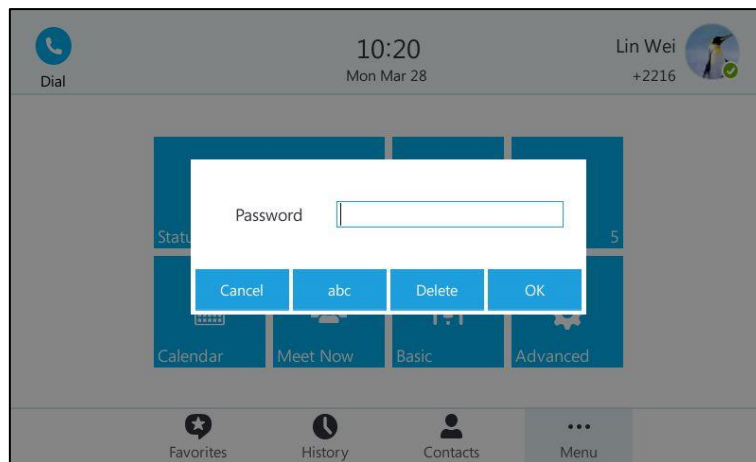 10:20
Lin Wei
Dial
Mon Mar 28
+2216
Password
5
Cancel
abc
Delete
OK
Calendar
Meet Now
Basic
Advanced
Favorites
History
Contacts
Menu